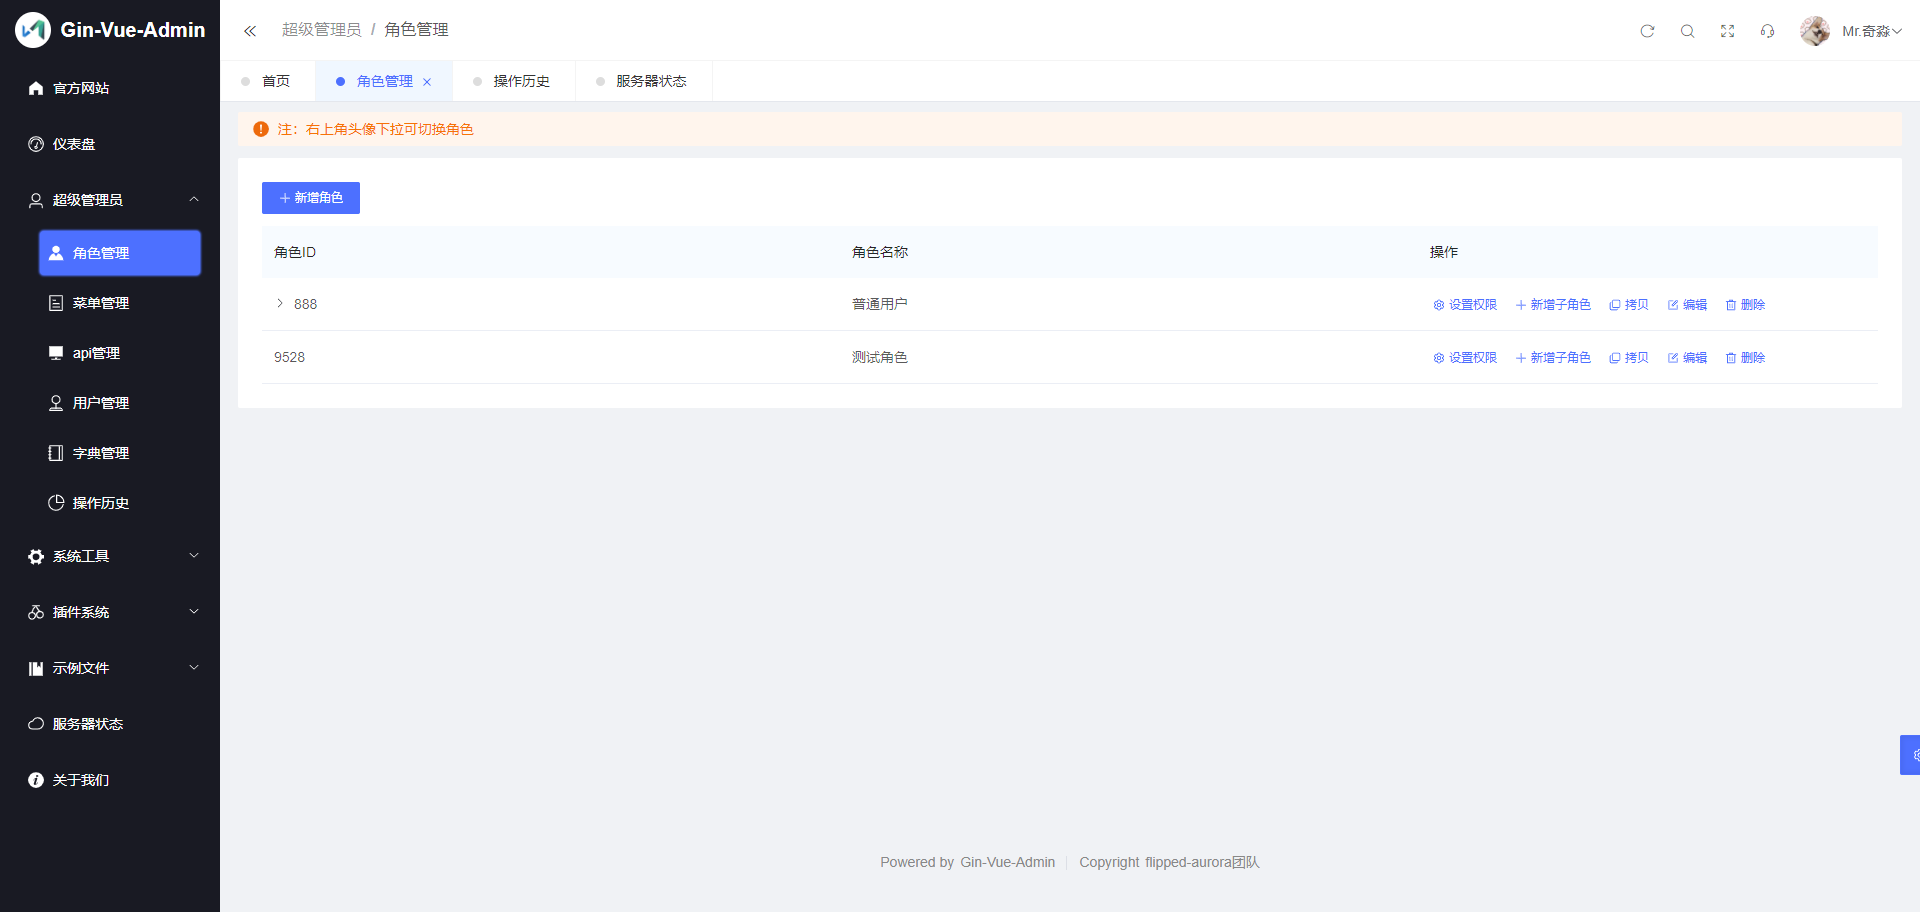 Gin-Vue-Admin
官方网站
仪表盘
超级管理员
角色管理
菜单管理
api管理
用户管理
字典管理
操作历史
系统工具
插件系统
示例文件
服务器状态
关于我们
超级管理员 / 角色管理
Mr.奇淼
首页 角色管理 操作历史 服务器状态
注：右上角头像下拉可切换角色
新增角色
角色ID 角色名称 操作
888 普通用户 设置权限 新增子角色 拷贝 编辑 删除
9528 测试角色 设置权限 新增子角色 拷贝 编辑 删除
Powered by Gin-Vue-Admin Copyright flipped-aurora团队